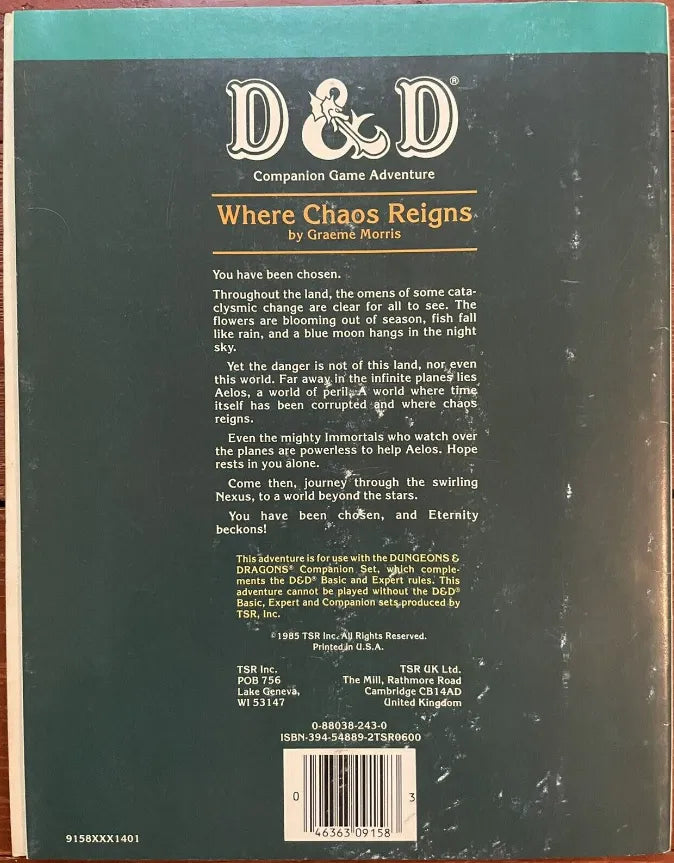 D&D®
Companion Game Adventure
Where Chaos Reigns
by Graeme Morris
You have been chosen.
Throughout the land, the omens of some cata-
clysmic change are clear for all to see. The
flowers are blooming out of season, fish fall
like rain, and a blue moon hangs in the night
sky.
Yet the danger is not of this land, nor even
this world. Far away in the infinite planes lies
Aelos, a world of peril. A world where time
itself has been corrupted and where chaos
reigns.
Even the mighty Immortals who watch over
the planes are powerless to help Aelos. Hope
rests in you alone.
Come then, journey through the swirling
Nexus, to a world beyond the stars.
You have been chosen, and Eternity
beckons!
This adventure is for use with the DUNGEONS &
DRAGONS® Companion Set, which comple-
ments the D&D® Basic and Expert rules. This
adventure cannot be played without the D&D®
Basic, Expert and Companion sets produced by
TSR, Inc.
©1985 TSR Inc. All Rights Reserved.
Printed in U.S.A.
TSR Inc.
POB 756
Lake Geneva,
WI 53147
TSR UK Ltd.
The Mill, Rathmore Road
Cambridge CB14AD
United Kingdom
0-88038-243-0
ISBN-394-54889-2TSR0600
0 46363 09158 3
9158XXX1401